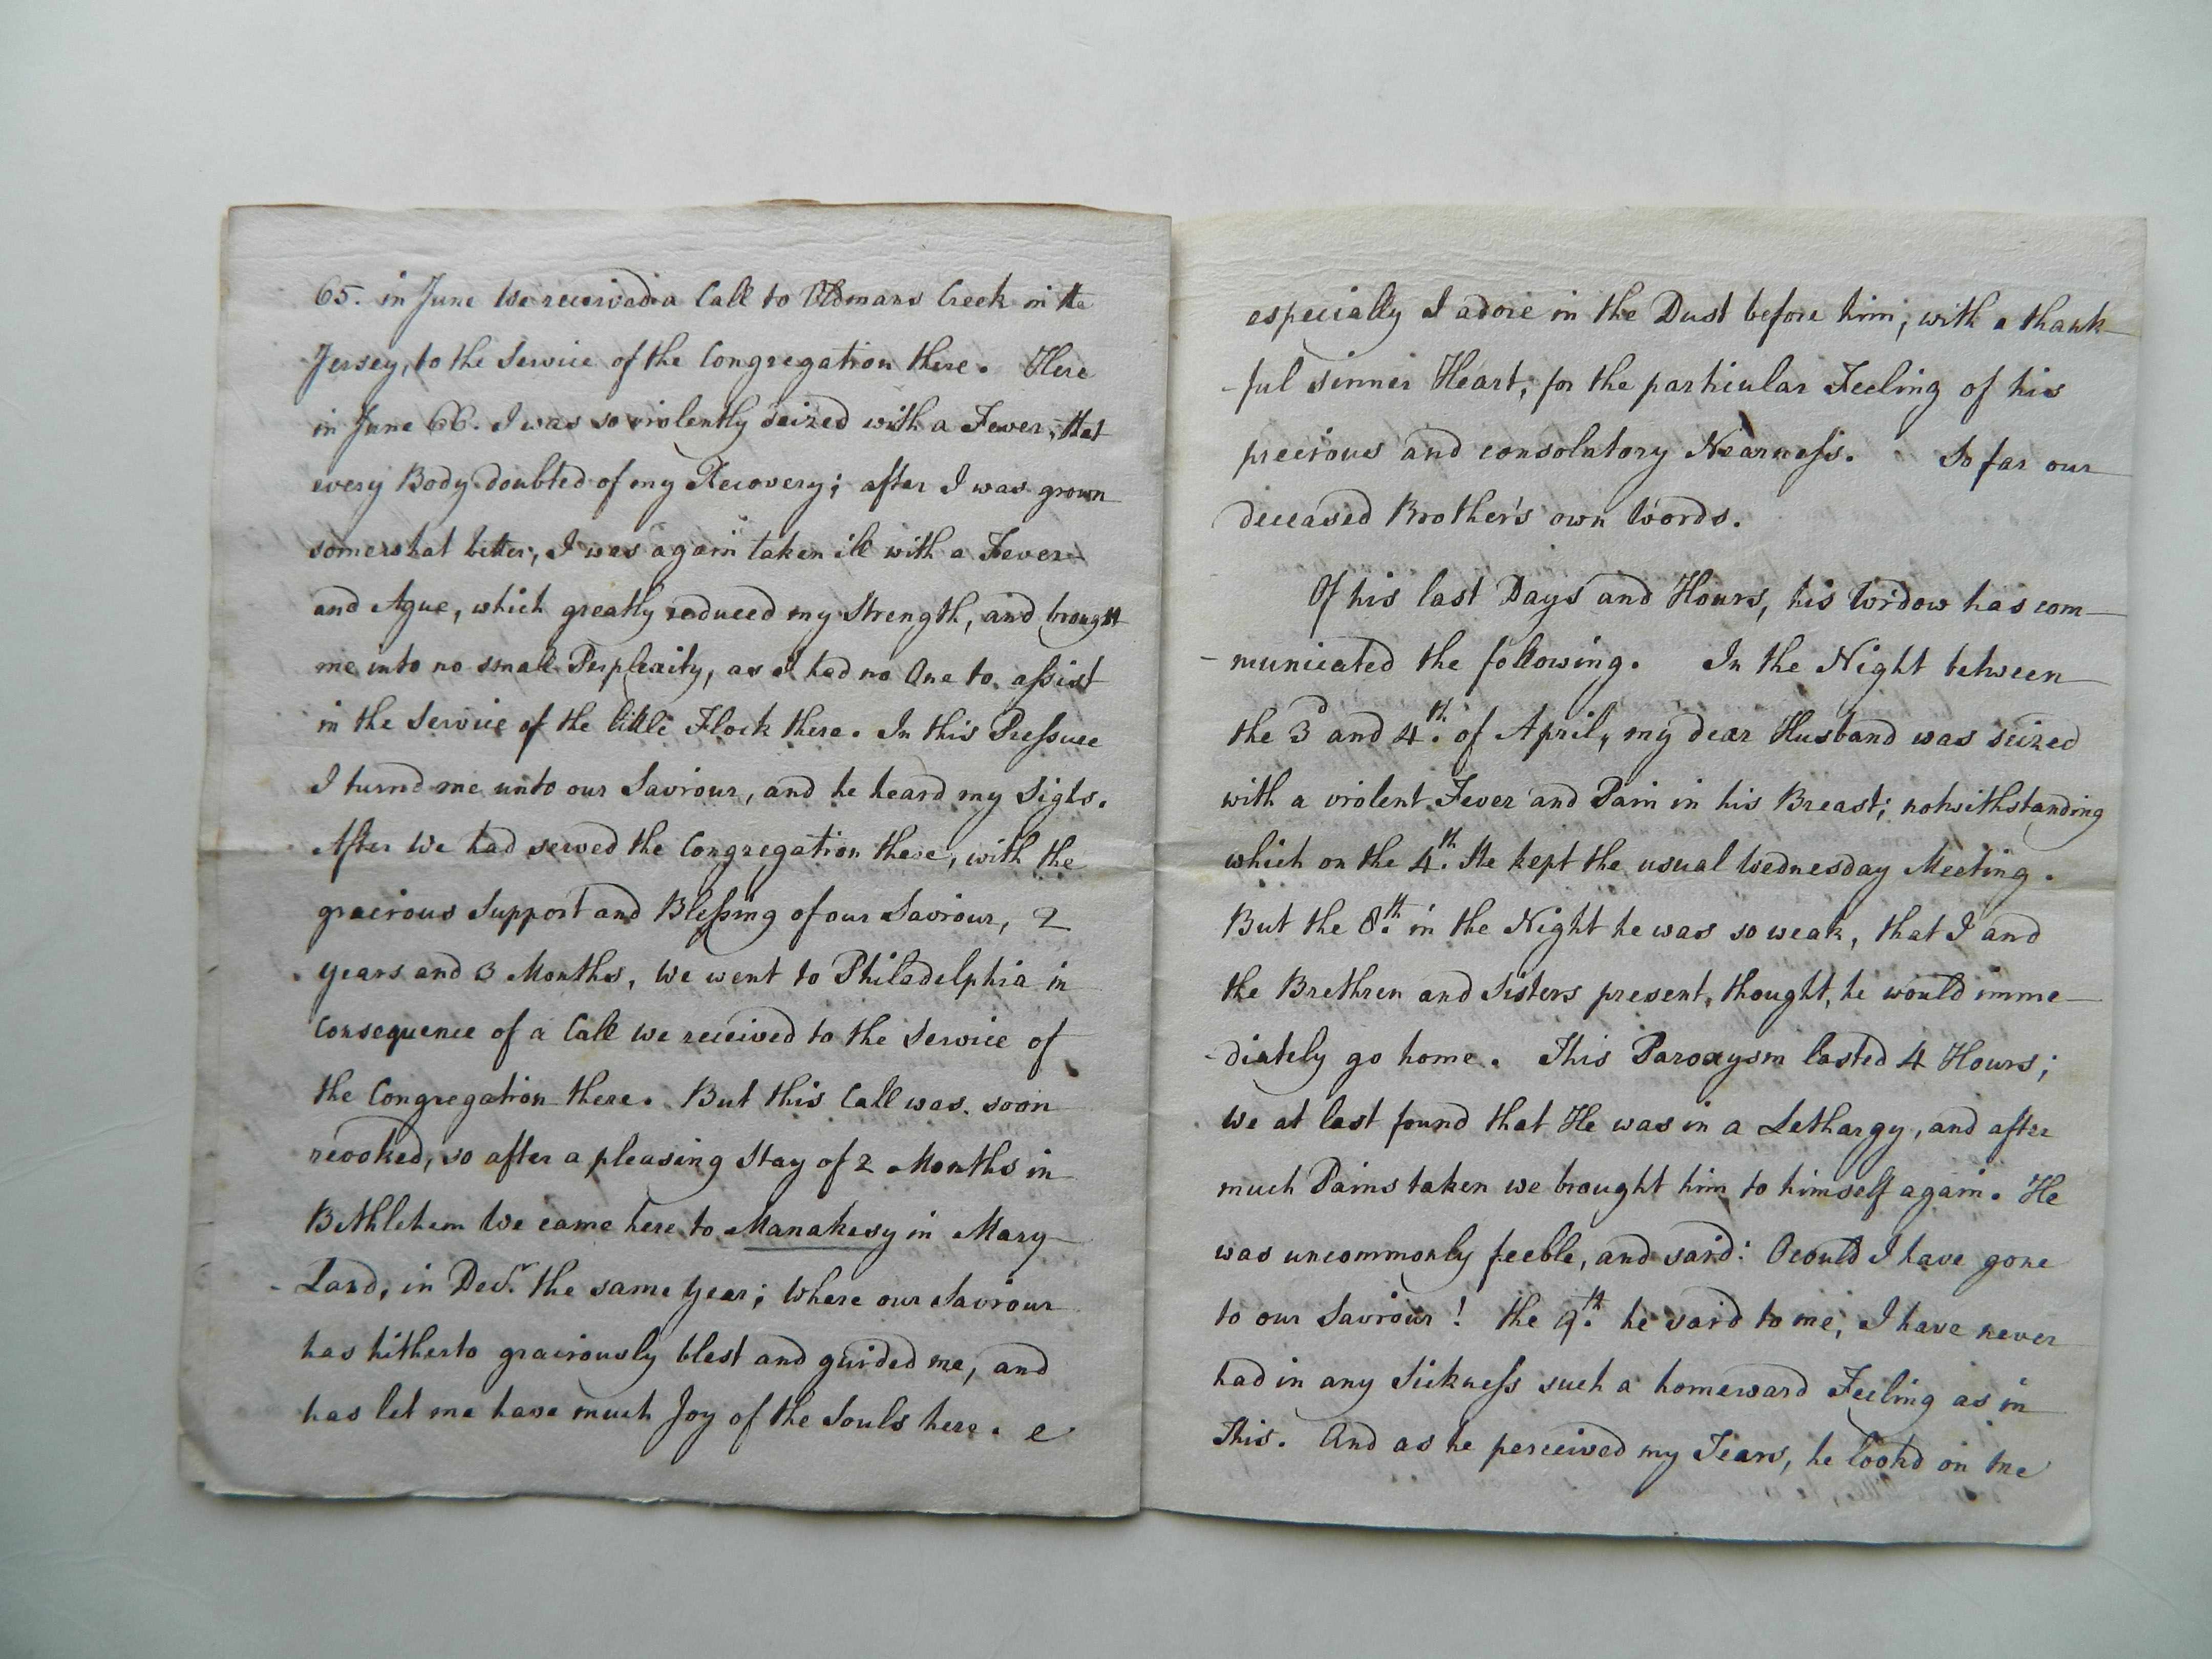 65. in June We received a Call to Oldmans Creek in the
Jersey, to the Service of the Congregation there. Here
in June 66. I was so violently seized with a Fever, that
every Body doubted of my Recovery; after I was grown
somewhat better, I was again taken ill with a Fever
and Ague, which greatly reduced my Strength, and brought
me into no small Perplexity, as I had no One to assist
in the Service of the little Flock there. In this Pressure
I turnd me unto our Saviour, and he heard my Sighs.
After We had served the Congregation there, with the
gracious Support and Blessing of our Saviour, 2
years and 3 Months, We went to Philadelphia in
Consequence of a Call we received to the Service of
the Congregation there. But this Call was soon
revoked, so after a pleasing Stay of 2 Months in
Bethlehem We came here to Manakesy in Mary-
-Land, in Decr. the same Year; Where our Saviour
has hitherto graciously blest and guided me, and
has let me have much Joy of the Souls here. e
especially I adore in the Dust before him, with a thank-
-ful sinner Heart, for the particular Feeling of his
precious and consolatory Nearness. So far our
deceased Brother's own Words.
Of his last Days and Hours, his Widow has com-
-municated the following. In the Night between
the 3d and 4th. of April, my dear Husband was seized
with a violent Fever and Pain in his Breast; notwithstanding
which on the 4th. He kept the usual Wednesday Meeting.
But the 8th. in the Night he was so weak, that I and
the Brethren and Sisters present, thought, he would imme-
-diately go home. This Paroxysm lasted 4 Hours;
We at last found that He was in a Lethargy, and after
much Pains taken we brought him to himself again. He
was uncommonly feeble, and said: O could I have gone
to our Saviour! the 9th. he said to me, I have never
had in any Sickness such a homeward Feeling as in
This. And as he perceived my Tears, he lookd on me